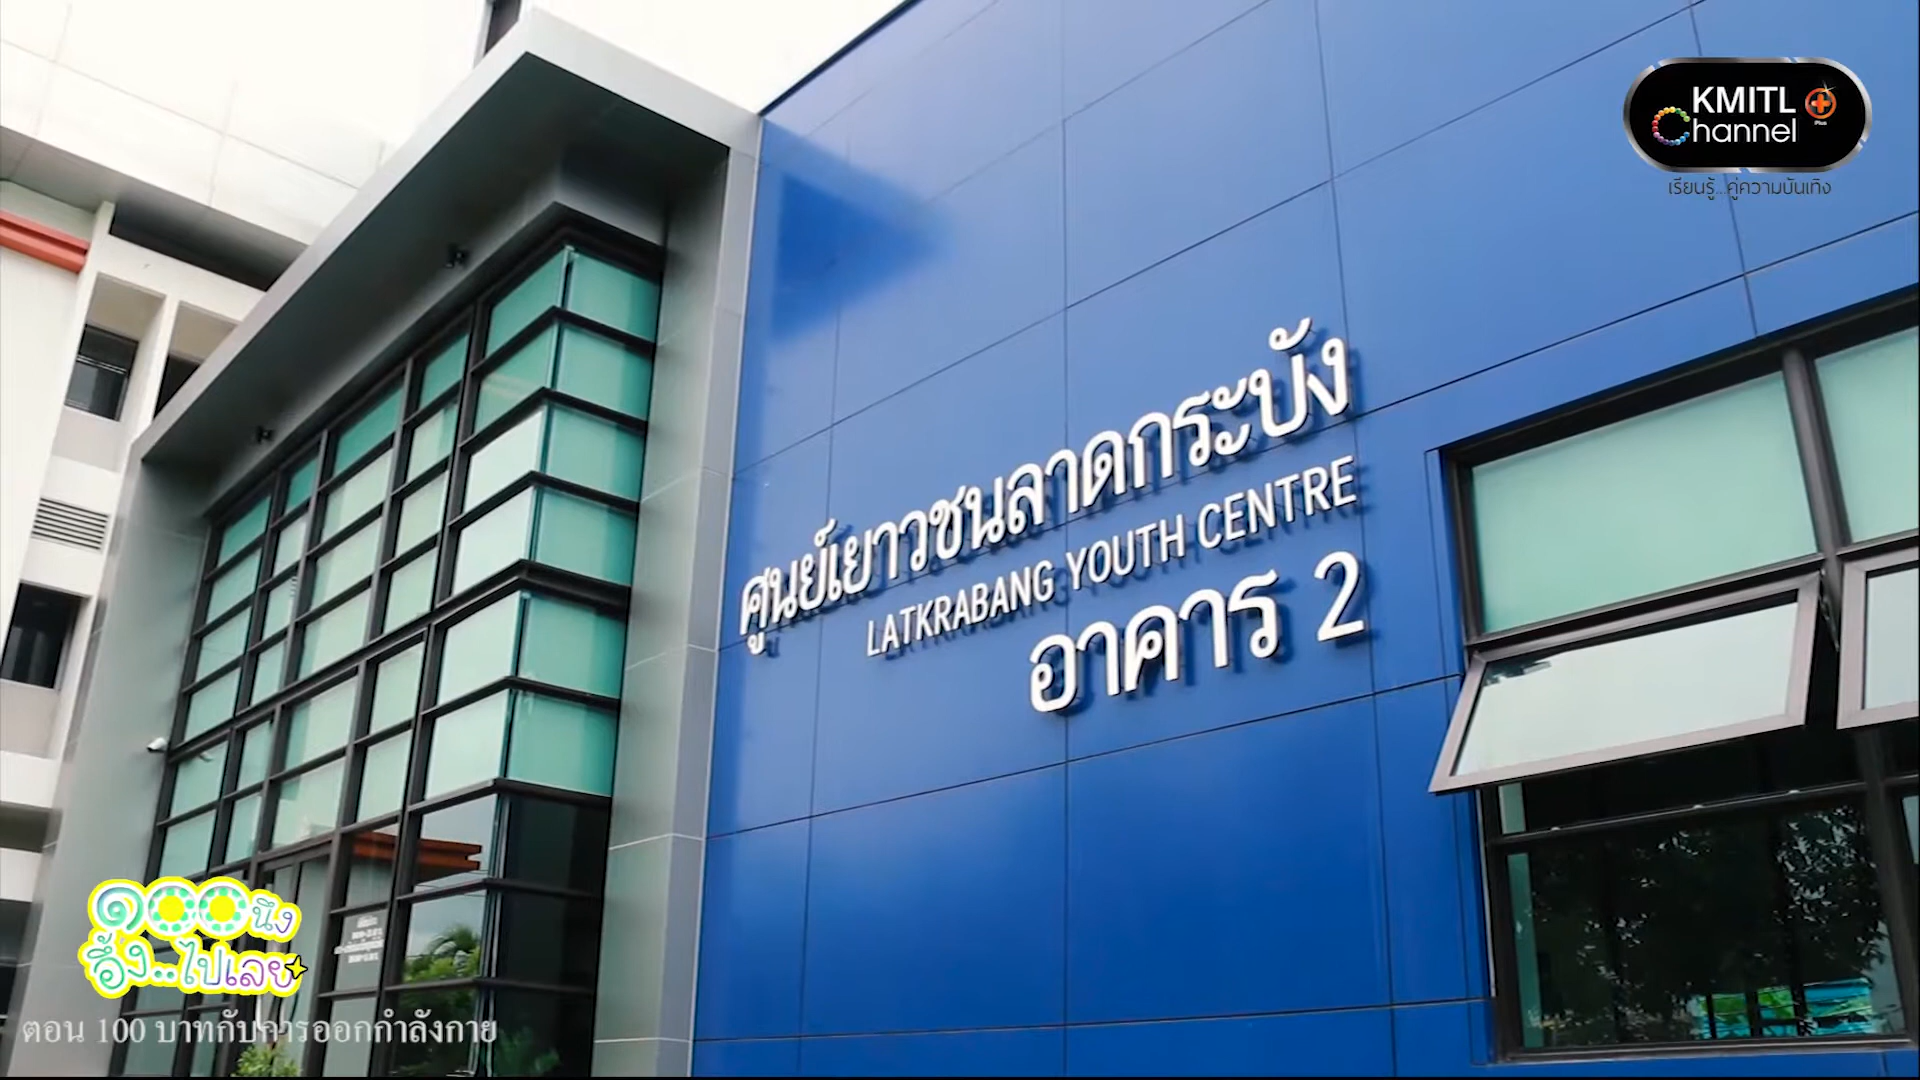 KMITL
Channel
Plus
เรียนรู้...คู่ความบันเทิง
ศูนย์เยาวชนลาดกระบัง
LATKRABANG YOUTH CENTRE
อาคาร 2
๑๐๐นึง
อึ้ง...ไปเลย
ตอน 100 บาทกับการออกกำลังกาย